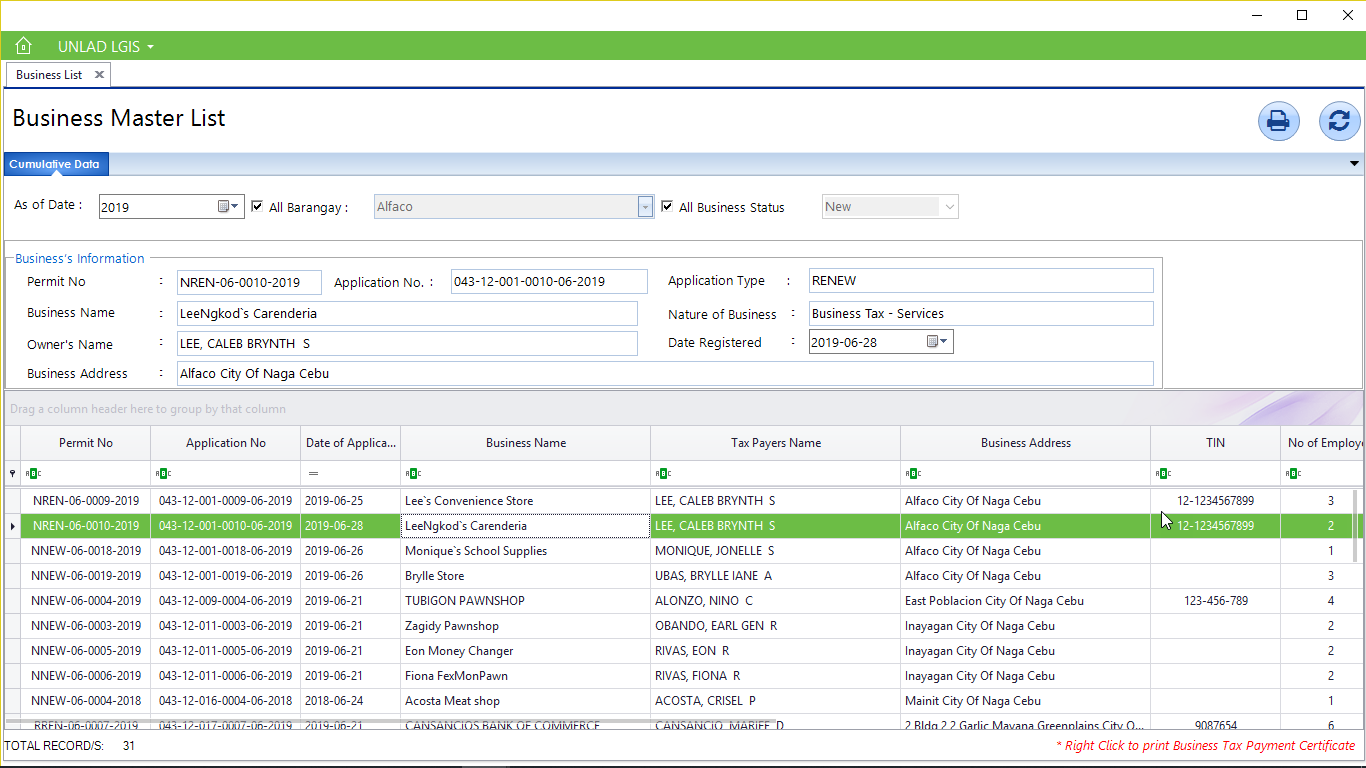 UNLAD LGIS
Business List
Business Master List
Cumulative Data
As of Date : 2019 All Barangay : Alfaco All Business Status New
Business's Information
Permit No : NREN-06-0010-2019 Application No. : 043-12-001-0010-06-2019 Application Type : RENEW
Business Name : LeeNgkod`s Carenderia Nature of Business : Business Tax - Services
Owner's Name : LEE, CALEB BRYNTH S Date Registered : 2019-06-28
Business Address : Alfaco City Of Naga Cebu
Drag a column header here to group by that column
Permit No Application No Date of Applica... Business Name Tax Payers Name Business Address TIN No of Employe
ABC ABC = ABC ABC ABC ABC ABC
NREN-06-0009-2019 043-12-001-0009-06-2019 2019-06-25 Lee`s Convenience Store LEE, CALEB BRYNTH S Alfaco City Of Naga Cebu 12-1234567899 3
NREN-06-0010-2019 043-12-001-0010-06-2019 2019-06-28 LeeNgkod`s Carenderia LEE, CALEB BRYNTH S Alfaco City Of Naga Cebu 12-1234567899 2
NNEW-06-0018-2019 043-12-001-0018-06-2019 2019-06-26 Monique`s School Supplies MONIQUE, JONELLE S Alfaco City Of Naga Cebu 1
NNEW-06-0019-2019 043-12-001-0019-06-2019 2019-06-26 Brylle Store UBAS, BRYLLE IANE A Alfaco City Of Naga Cebu 3
NNEW-06-0004-2019 043-12-009-0004-06-2019 2019-06-21 TUBIGON PAWNSHOP ALONZO, NINO C East Poblacion City Of Naga Cebu 123-456-789 4
NNEW-06-0003-2019 043-12-011-0003-06-2019 2019-06-21 Zagidy Pawnshop OBANDO, EARL GEN R Inayagan City Of Naga Cebu 2
NNEW-06-0005-2019 043-12-011-0005-06-2019 2019-06-21 Eon Money Changer RIVAS, EON R Inayagan City Of Naga Cebu 2
NNEW-06-0006-2019 043-12-011-0006-06-2019 2019-06-21 Fiona FexMonPawn RIVAS, FIONA R Inayagan City Of Naga Cebu 2
NNEW-06-0004-2018 043-12-016-0004-06-2018 2018-06-24 Acosta Meat shop ACOSTA, CRISEL P Mainit City Of Naga Cebu 1
RREN-06-0007-2019 043-12-017-0007-06-2019 2019-06-21 CANSANCIOS BANK OF COMMERCE CANSANCIO, MARIEE D 2 Bldg 2 2 Garlic Mayana Greenplains City O... 9087654 6
TOTAL RECORD/S: 31 * Right Click to print Business Tax Payment Certificate